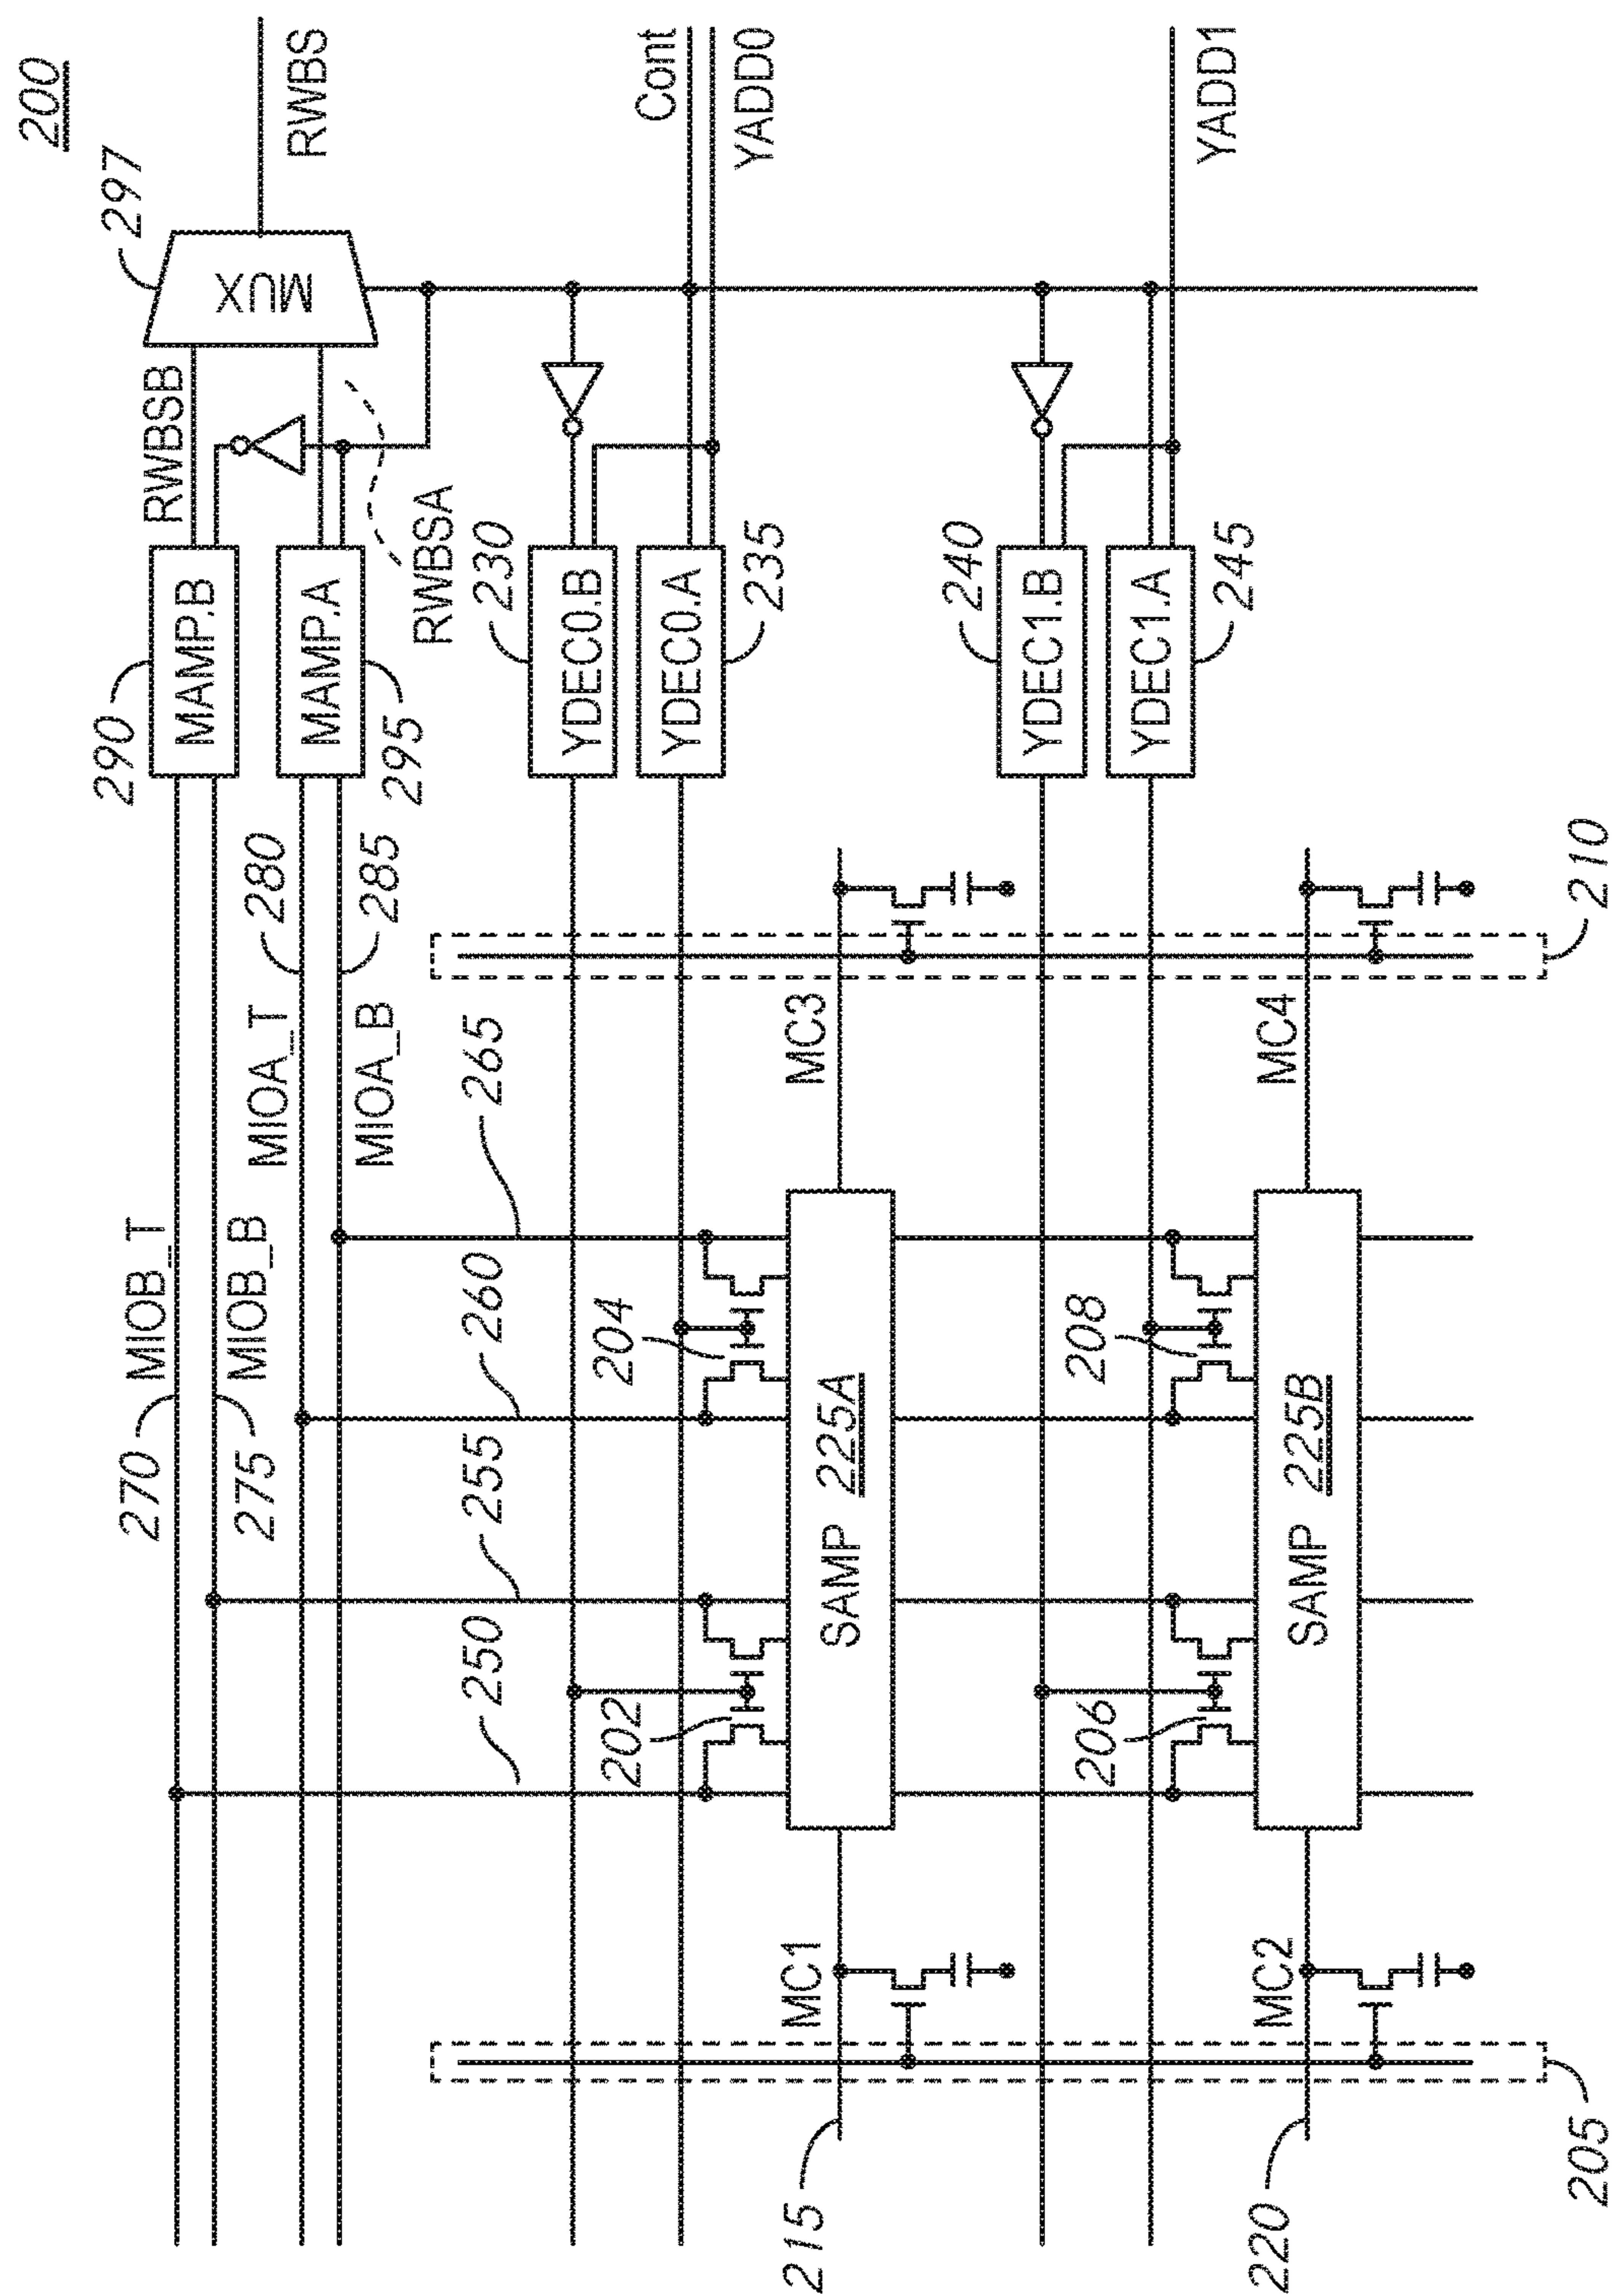 200
270
MIOB_T
290
MAMP.B
RWBSB
297
MUX
RWBS
275
MIOB_B
MIOA_T
280
MAMP.A
295
MIOA_B
285
RWBSA
250
255
260
265
230
YDEC0.B
YDEC0.A
235
Cont
YADD0
202
204
215
MC1
SAMP 225A
MC3
240
YDEC1.B
YDEC1.A
245
YADD1
206
208
220
MC2
SAMP 225B
MC4
205
210